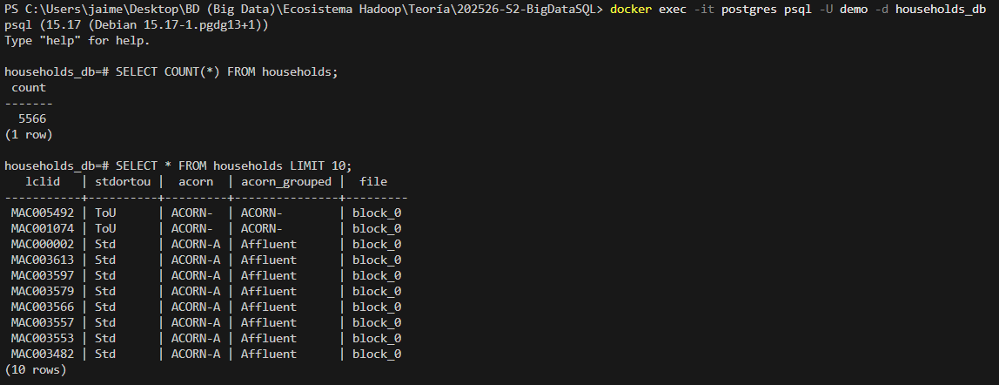 PS C:\Users\jaime\Desktop\BD (Big Data)\Ecosistema Hadoop\Teoría\202526-S2-BigDataSQL> docker exec -it postgres psql -U demo -d households_db
psql (15.17 (Debian 15.17-1.pgdg13+1))
Type "help" for help.

households_db=# SELECT COUNT(*) FROM households;
 count
-------
  5566
(1 row)

households_db=# SELECT * FROM households LIMIT 10;
   lclid   | stdortou |  acorn  | acorn_grouped |  file
-----------+----------+---------+---------------+---------
 MAC005492 | ToU      | ACORN-  | ACORN-        | block_0
 MAC001074 | ToU      | ACORN-  | ACORN-        | block_0
 MAC000002 | Std      | ACORN-A | Affluent      | block_0
 MAC003613 | Std      | ACORN-A | Affluent      | block_0
 MAC003597 | Std      | ACORN-A | Affluent      | block_0
 MAC003579 | Std      | ACORN-A | Affluent      | block_0
 MAC003566 | Std      | ACORN-A | Affluent      | block_0
 MAC003557 | Std      | ACORN-A | Affluent      | block_0
 MAC003553 | Std      | ACORN-A | Affluent      | block_0
 MAC003482 | Std      | ACORN-A | Affluent      | block_0
(10 rows)